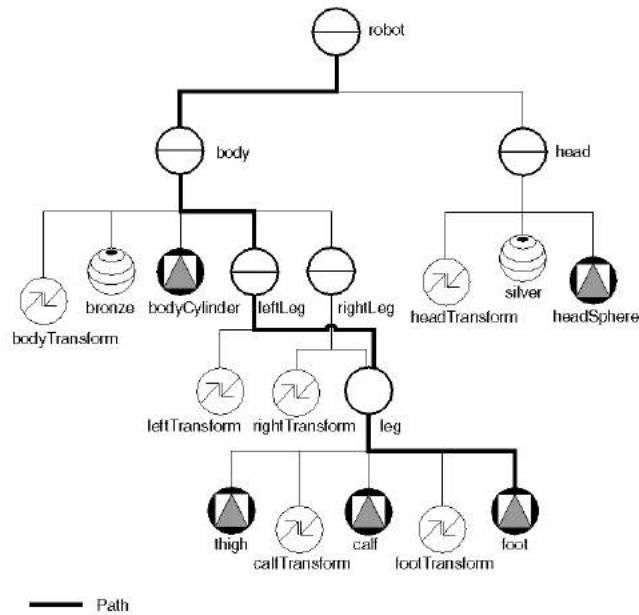 robot
body
head
bronze
bodyCylinder
leftLeg
rightLeg
bodyTransform
silver
headTransform
headSphere
leftTransform
rightTransform
leg
thigh
calfTransform
calf
footTransform
foot
Path